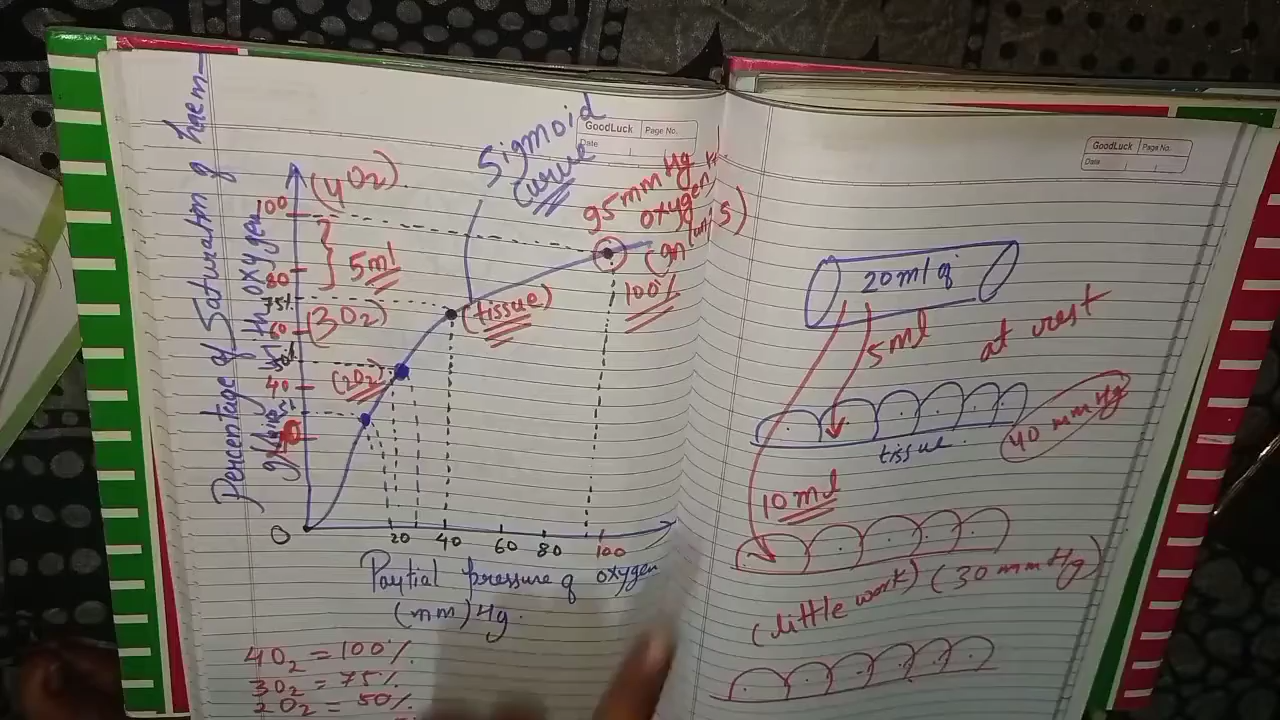 Percentage of Saturation of haem-
globin with oxygen
100
80
75%
60
50%
40
0
20
40
60
80
100
(4O2).
5ml
(3O2)
(2O2)
Sigmoid
Curve
(tissue)
95mm Hg
oxygen
100%
Partial pressure of oxygen
(mm) Hg.
4O2 = 100%
3O2 = 75%
2O2 = 50%
GoodLuck
Page No.
Date
GoodLuck
Page No.
Date
20ml of
5ml
at rest
tissue
40 mm Hg
10ml
(little work) (30 mm Hg)